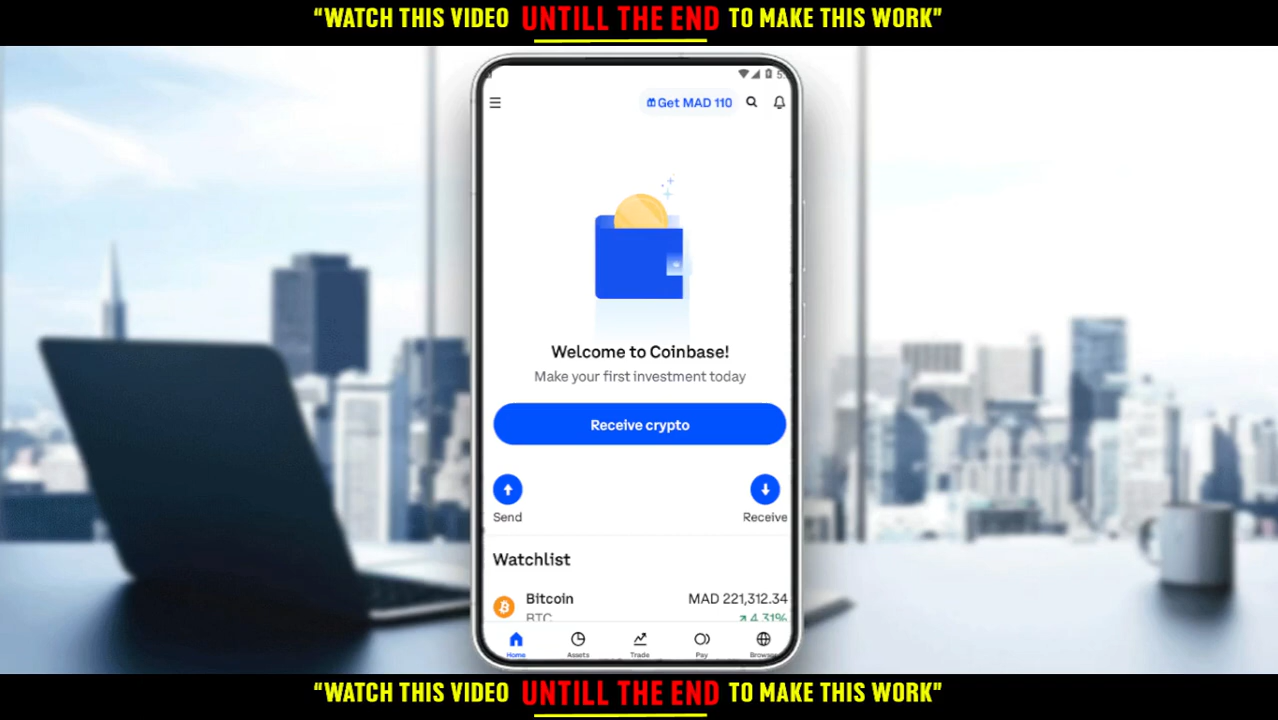 “WATCH THIS VIDEO UNTILL THE END TO MAKE THIS WORK”
Get MAD 110
Welcome to Coinbase!
Make your first investment today
Receive crypto
Send
Receive
Watchlist
Bitcoin
MAD 221,312.34
BTC
4.31%
Home
Assets
Trade
Pay
“WATCH THIS VIDEO UNTILL THE END TO MAKE THIS WORK”